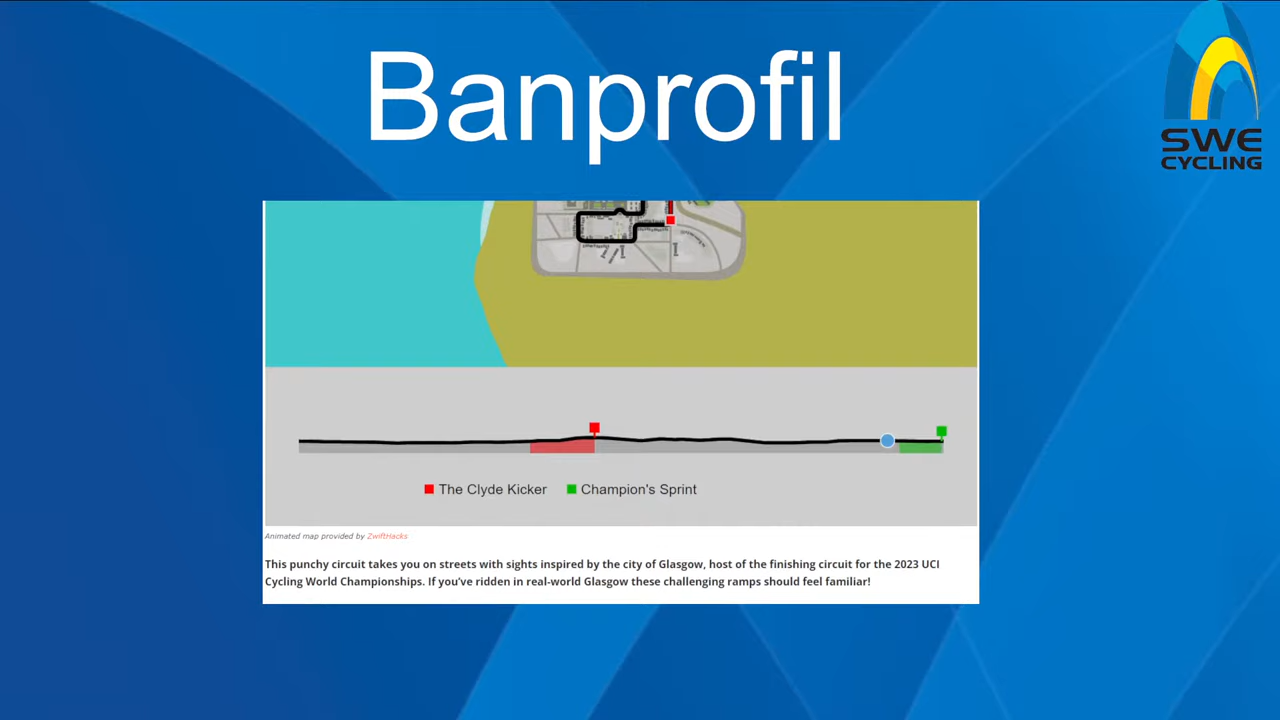 Banprofil
SWE
CYCLING
The Clyde Kicker
Champion's Sprint
Animated map provided by ZwiftHacks
This punchy circuit takes you on streets with sights inspired by the city of Glasgow, host of the finishing circuit for the 2023 UCI
Cycling World Championships. If you’ve ridden in real-world Glasgow these challenging ramps should feel familiar!